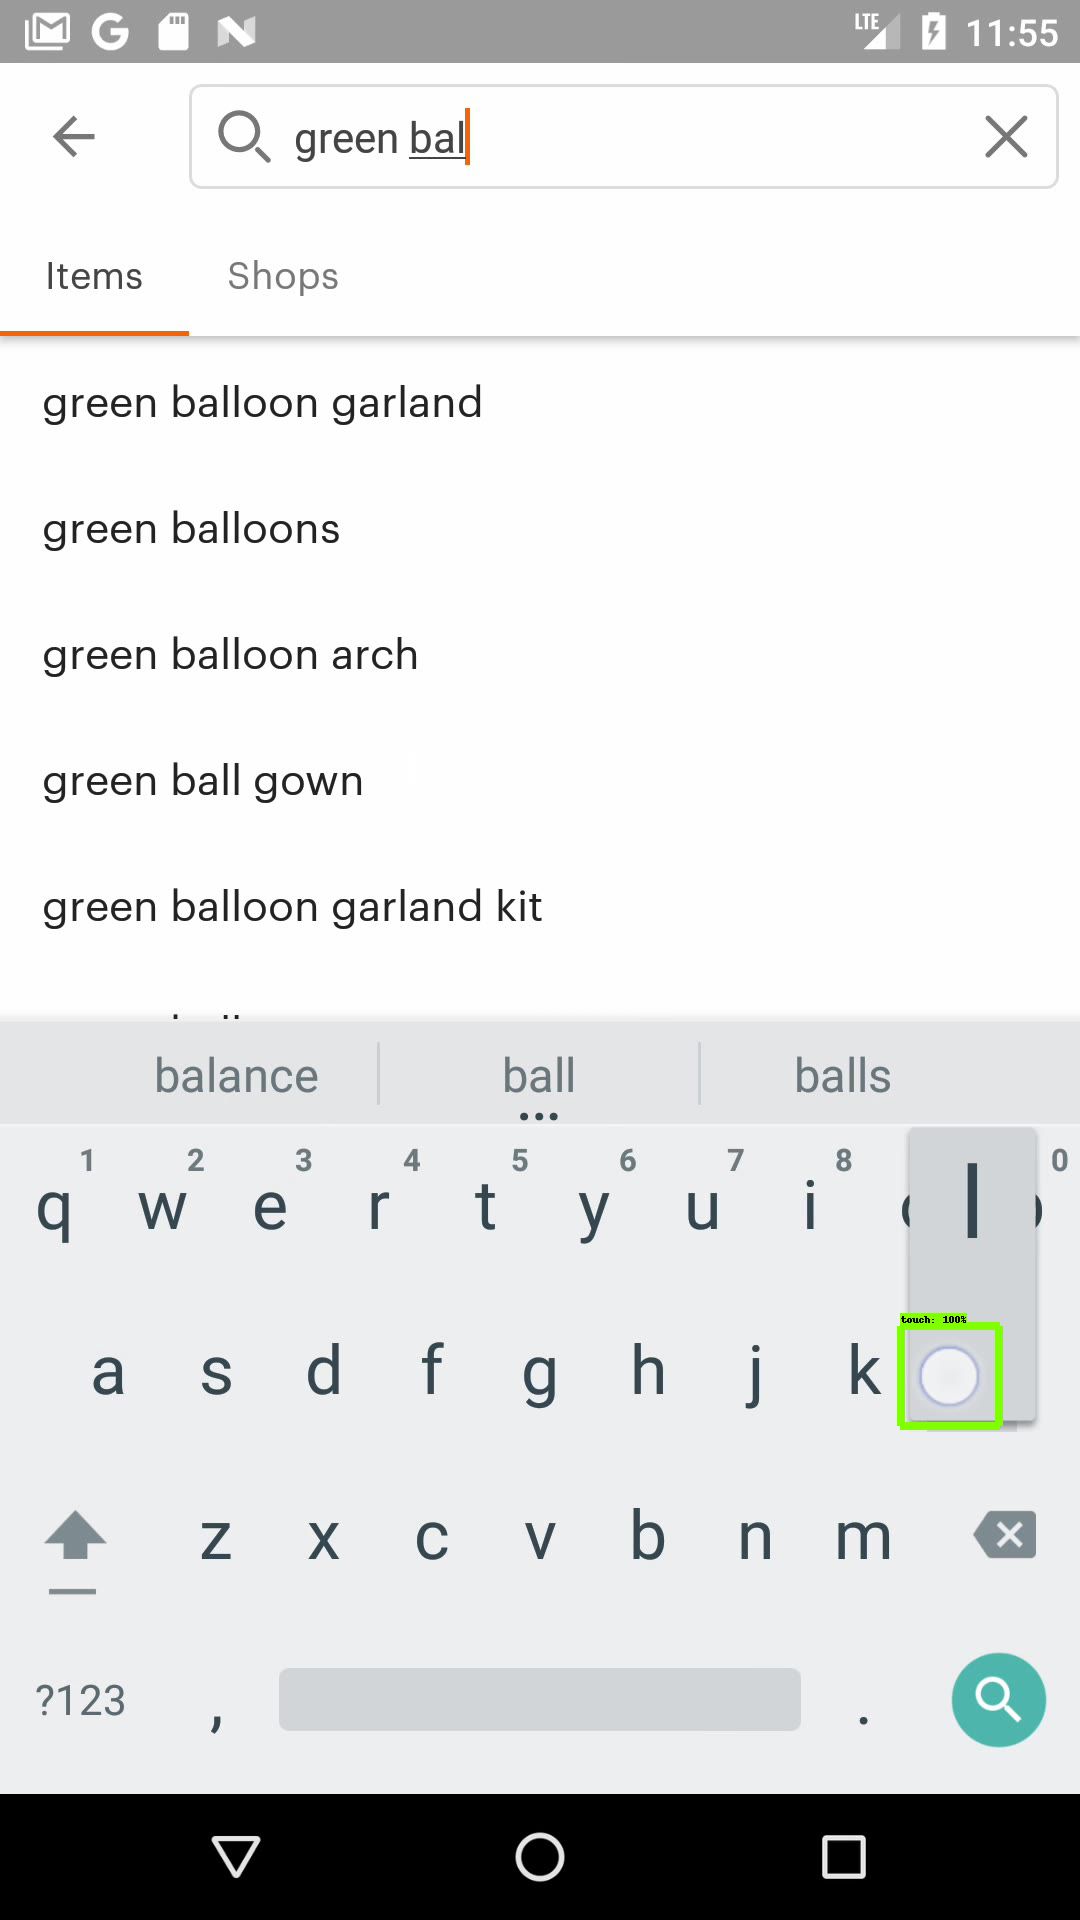 LTE 11:55
green bal
Items Shops
green balloon garland
green balloons
green balloon arch
green ball gown
green balloon garland kit
balance ball balls
1 2 3 4 5 6 7 8 0
q w e r t y u i l
touch: 100%
a s d f g h j k
z x c v b n m
?123 , .